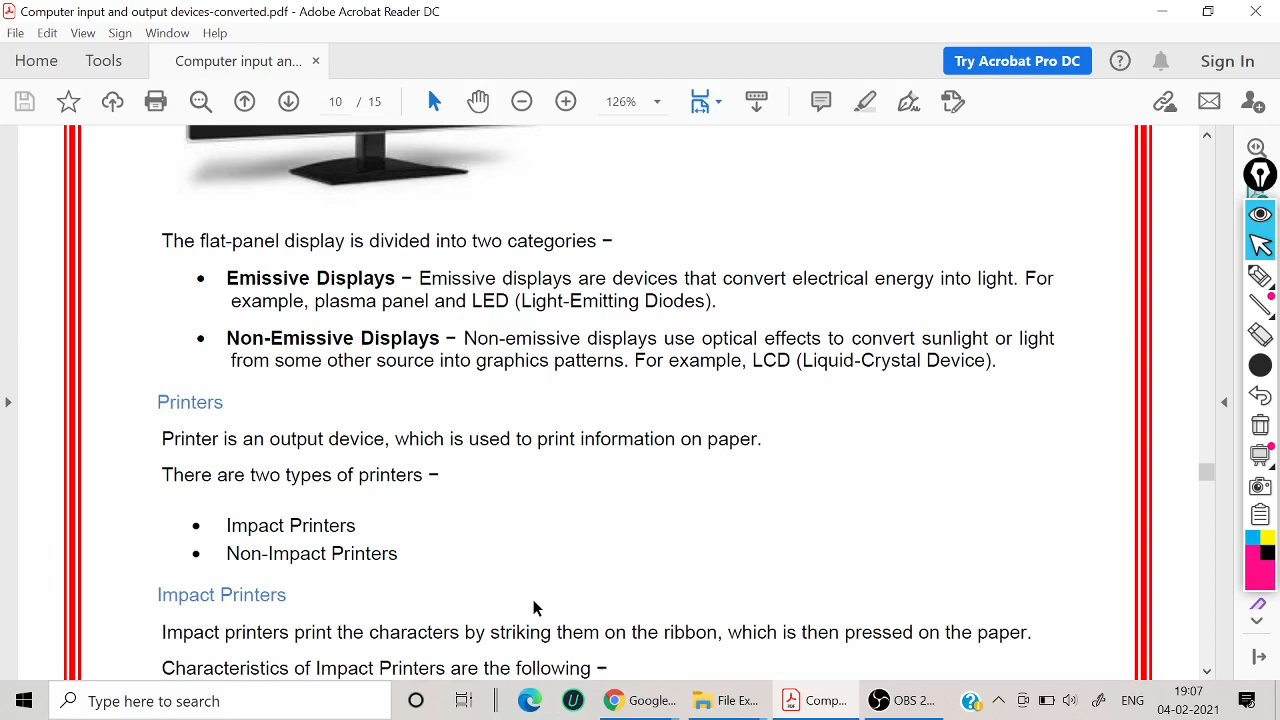 Computer input and output devices-converted.pdf - Adobe Acrobat Reader DC
File Edit View Sign Window Help
Home Tools Computer input an... × Try Acrobat Pro DC Sign In
10 / 15 126%
The flat-panel display is divided into two categories −
• Emissive Displays − Emissive displays are devices that convert electrical energy into light. For
example, plasma panel and LED (Light-Emitting Diodes).
• Non-Emissive Displays − Non-emissive displays use optical effects to convert sunlight or light
from some other source into graphics patterns. For example, LCD (Liquid-Crystal Device).
Printers
Printer is an output device, which is used to print information on paper.
There are two types of printers −
• Impact Printers
• Non-Impact Printers
Impact Printers
Impact printers print the characters by striking them on the ribbon, which is then pressed on the paper.
Characteristics of Impact Printers are the following −
Type here to search Google... File Ex... Comp... OBS 2... ENG 19:07
04-02-2021